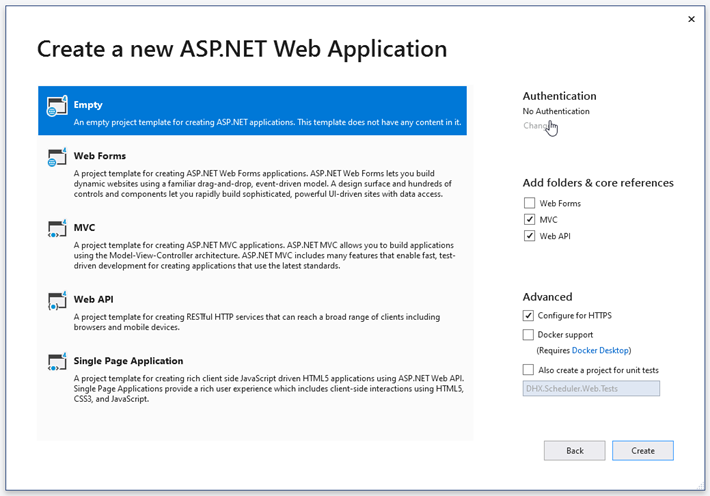 Create a new ASP.NET Web Application
Empty
An empty project template for creating ASP.NET applications. This template does not have any content in it.
Web Forms
A project template for creating ASP.NET Web Forms applications. ASP.NET Web Forms lets you build
dynamic websites using a familiar drag-and-drop, event-driven model. A design surface and hundreds of
controls and components let you rapidly build sophisticated, powerful UI-driven sites with data access.
MVC
A project template for creating ASP.NET MVC applications. ASP.NET MVC allows you to build applications
using the Model-View-Controller architecture. ASP.NET MVC includes many features that enable fast, test-
driven development for creating applications that use the latest standards.
Web API
A project template for creating RESTful HTTP services that can reach a broad range of clients including
browsers and mobile devices.
Single Page Application
A project template for creating rich client side JavaScript driven HTML5 applications using ASP.NET Web API.
Single Page Applications provide a rich user experience which includes client-side interactions using HTML5,
CSS3, and JavaScript.
Authentication
No Authentication
Change
Add folders & core references
Web Forms
MVC
Web API
Advanced
Configure for HTTPS
Docker support
(Requires Docker Desktop)
Also create a project for unit tests
DHX.Scheduler.Web.Tests
Back
Create